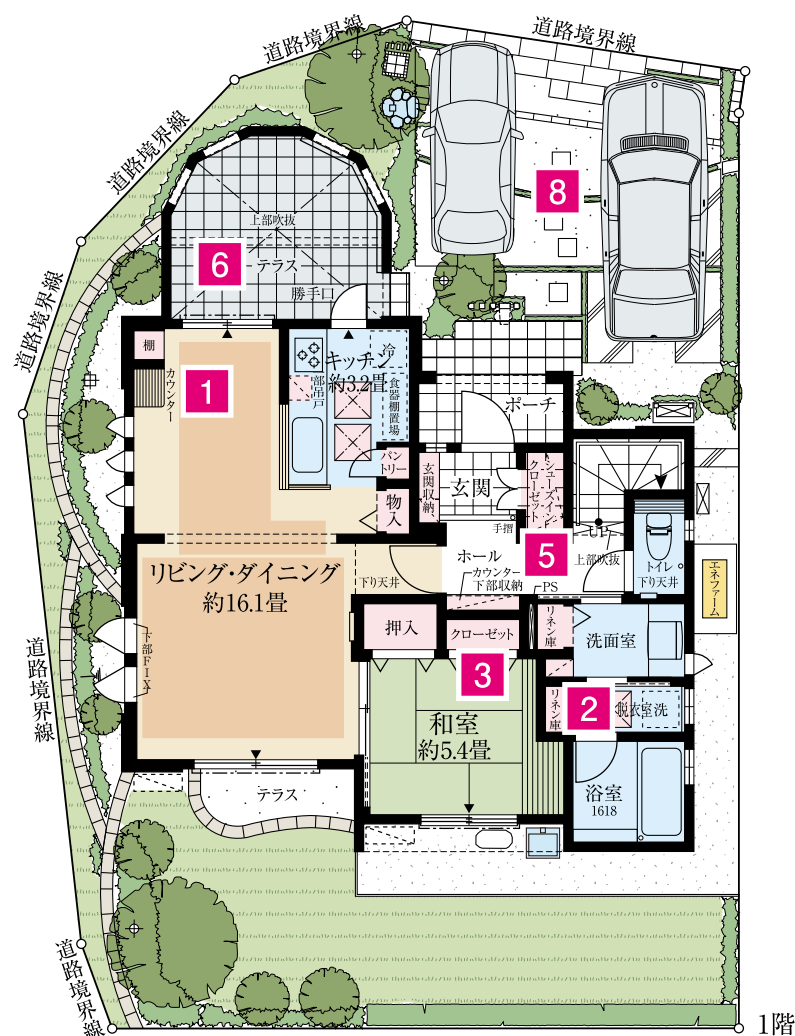 道路境界線
道路境界線
道路境界線
道路境界線
道路境界線
道路境界線
8
上部吹抜
6
テラス
勝手口
棚
カウンター
1
キッチン
約3.2畳
冷
吊戸
部
食器棚置場
パントリー
物入
ポーチ
玄関収納
玄関
シューズイン
クローゼット
手摺
UP
ホール
5
上部吹抜
カウンター
下部収納
PS
トイレ
下り天井
エネファーム
リビング・ダイニング
約16.1畳
下り天井
下部FIX
押入
クローゼット
3
リネン庫
洗面室
リネン庫
2
脱衣室
洗
和室
約5.4畳
浴室
1618
テラス
1階